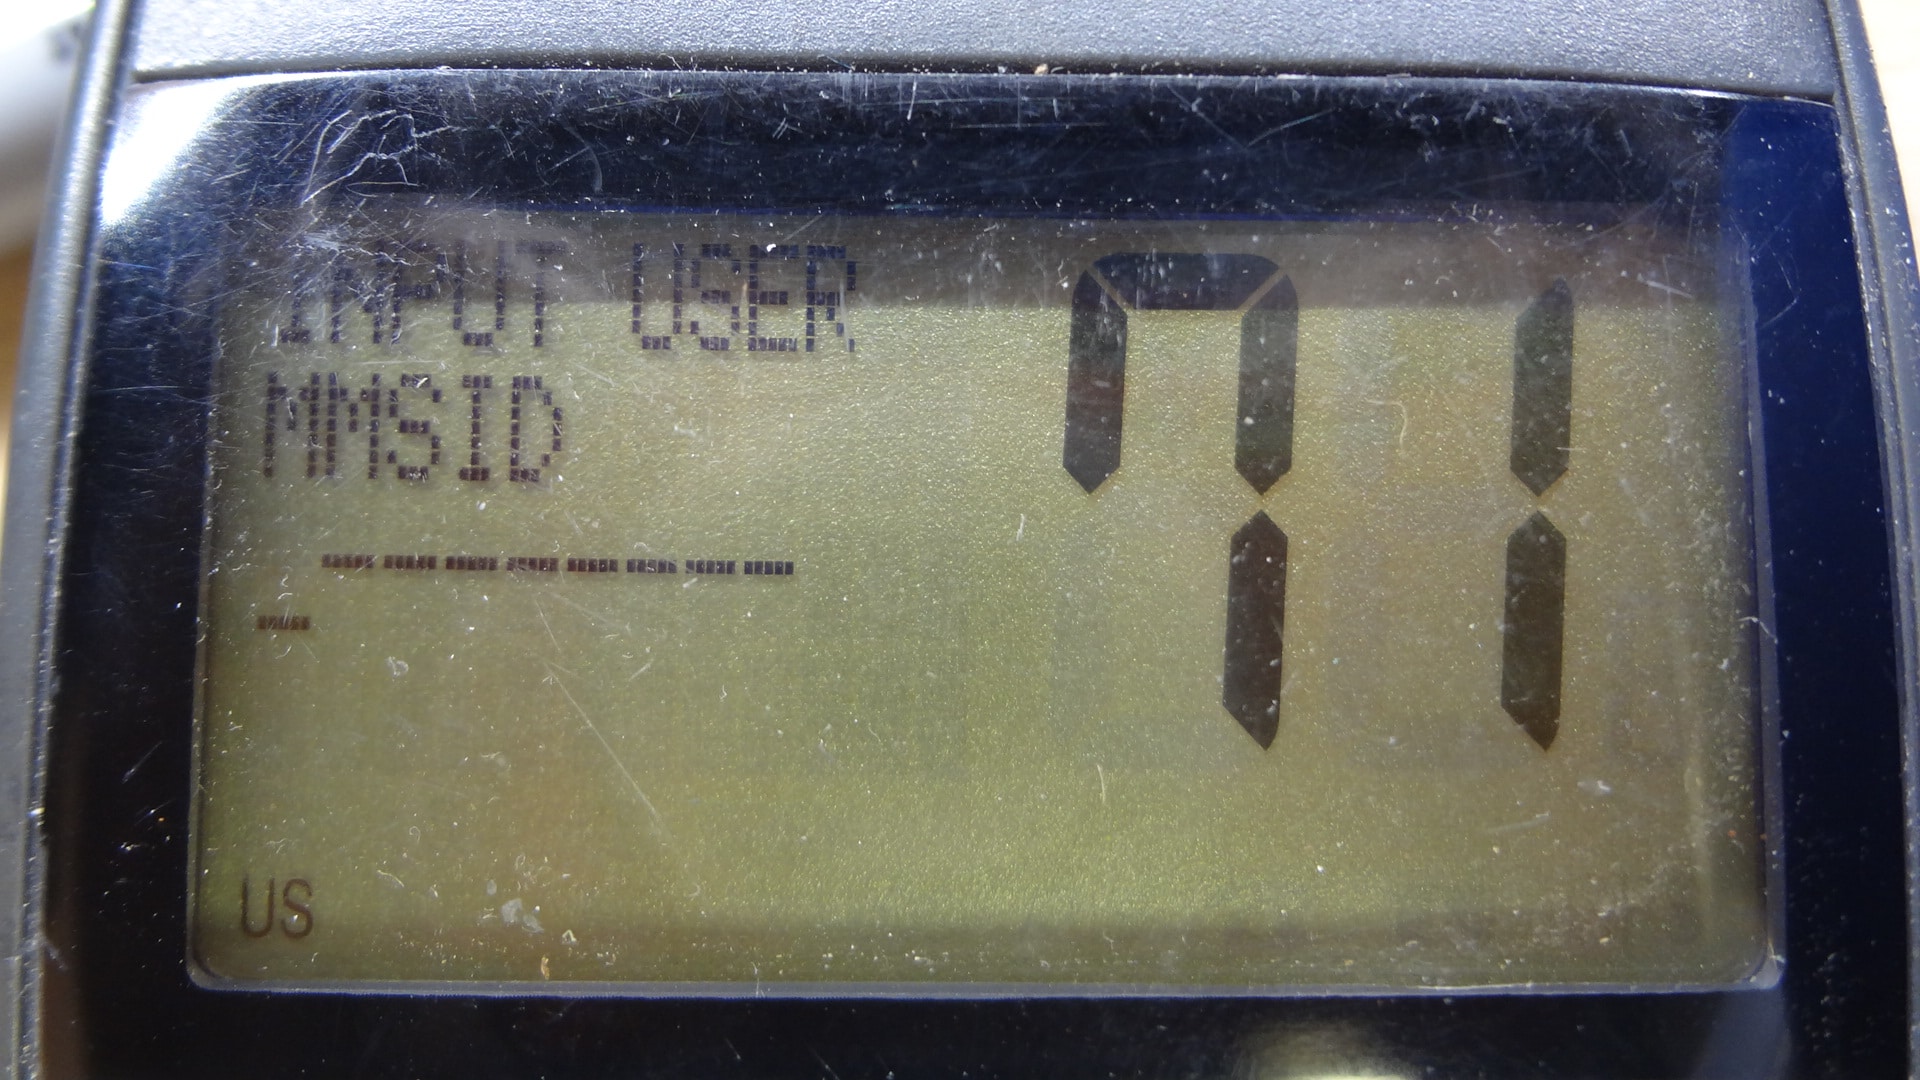 INPUT USER
MMSID
--------
-
71
US